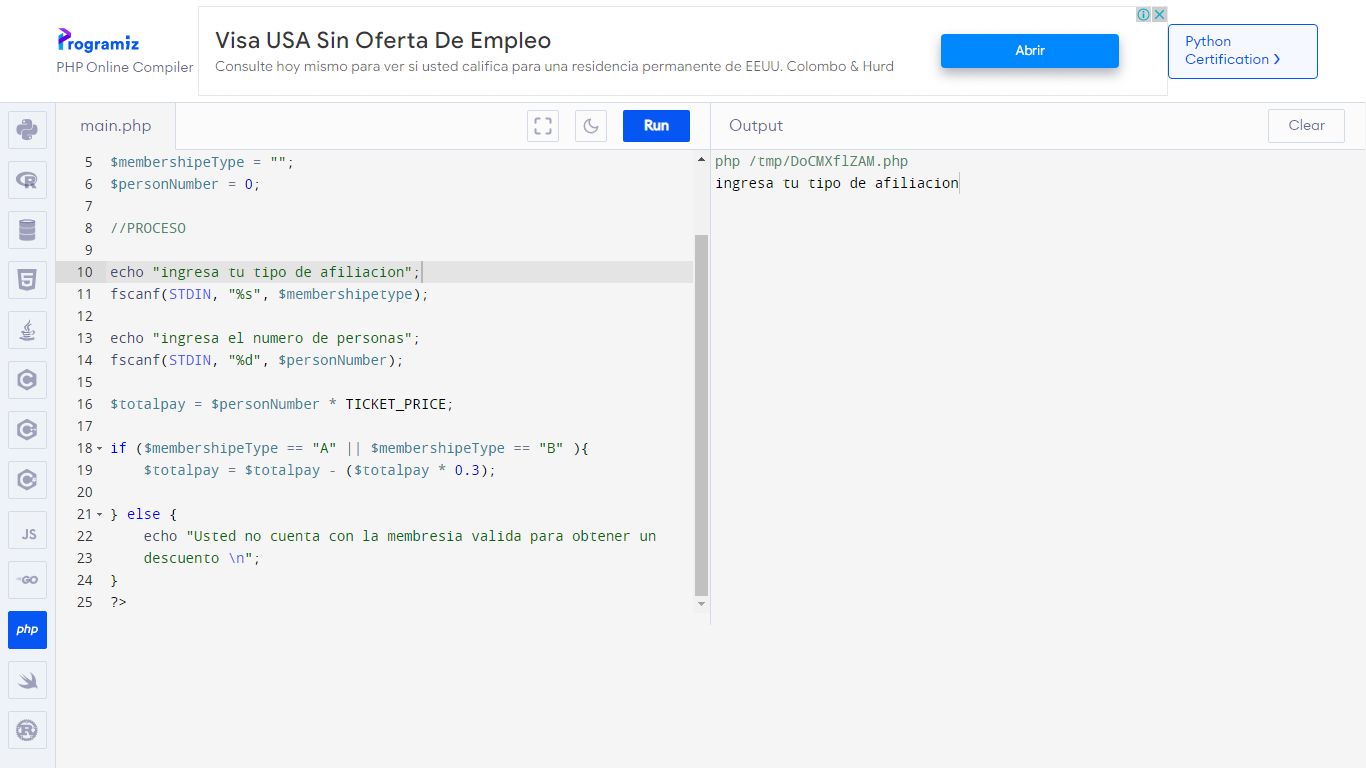 Programiz
PHP Online Compiler
Visa USA Sin Oferta De Empleo
Consulte hoy mismo para ver si usted califica para una residencia permanente de EEUU. Colombo & Hurd
Abrir
Python
Certification
main.php
Run
Output
Clear
5 $membershipeType = "";
6 $personNumber = 0;
7
8 //PROCESO
9
10 echo "ingresa tu tipo de afiliacion";
11 fscanf(STDIN, "%s", $membershipetype);
12
13 echo "ingresa el numero de personas";
14 fscanf(STDIN, "%d", $personNumber);
15
16 $totalpay = $personNumber * TICKET_PRICE;
17
18 if ($membershipeType == "A" || $membershipeType == "B" ){
19 $totalpay = $totalpay - ($totalpay * 0.3);
20
21 } else {
22 echo "Usted no cuenta con la membresia valida para obtener un
23 descuento \n";
24 }
25 ?>
php /tmp/DoCMXflZAM.php
ingresa tu tipo de afiliacion
R
5
C
C
C
JS
GO
php
R